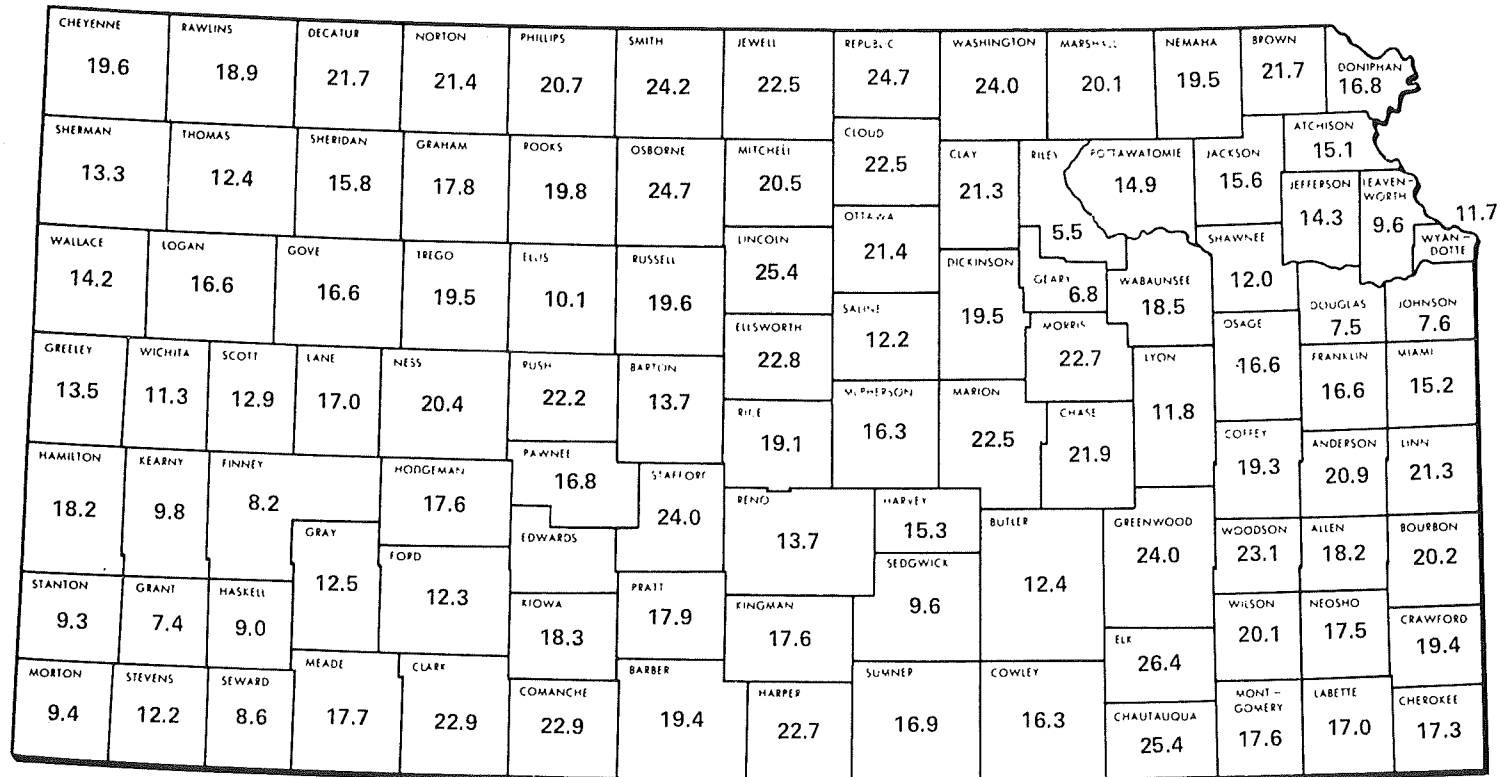 CHEYENNE
19.6
RAWLINS
18.9
DECATUR
21.7
NORTON
21.4
PHILLIPS
20.7
SMITH
24.2
JEWELL
22.5
REPUBLIC
24.7
WASHINGTON
24.0
MARSHALL
20.1
NEMAHA
19.5
BROWN
21.7
DONIPHAN
16.8
SHERMAN
13.3
THOMAS
12.4
SHERIDAN
15.8
GRAHAM
17.8
ROOKS
19.8
OSBORNE
24.7
MITCHELL
20.5
CLOUD
22.5
CLAY
21.3
RILEY
5.5
POTTAWATOMIE
14.9
JACKSON
15.6
ATCHISON
15.1
JEFFERSON
14.3
LEAVEN-
WORTH
9.6
11.7
WYAN-
DOTTE
WALLACE
14.2
LOGAN
16.6
GOVE
16.6
TREGO
19.5
ELLIS
10.1
RUSSELL
19.6
LINCOLN
25.4
OTTAWA
21.4
DICKINSON
19.5
GEARY
6.8
WABAUNSEE
18.5
SHAWNEE
12.0
DOUGLAS
7.5
JOHNSON
7.6
GREELEY
13.5
WICHITA
11.3
SCOTT
12.9
LANE
17.0
NESS
20.4
RUSH
22.2
BARTON
13.7
ELLSWORTH
22.8
SALINE
12.2
MORRIS
22.7
LYON
11.8
OSAGE
16.6
FRANKLIN
16.6
MIAMI
15.2
RICE
19.1
McPHERSON
16.3
MARION
22.5
CHASE
21.9
COFFEY
19.3
ANDERSON
20.9
LINN
21.3
HAMILTON
18.2
KEARNY
9.8
FINNEY
8.2
HODGEMAN
17.6
PAWNEE
16.8
STAFFORD
24.0
RENO
13.7
HARVEY
15.3
BUTLER
12.4
GREENWOOD
24.0
WOODSON
23.1
ALLEN
18.2
BOURBON
20.2
GRAY
12.5
FORD
12.3
EDWARDS
SEDGWICK
9.6
STANTON
9.3
GRANT
7.4
HASKELL
9.0
KIOWA
18.3
PRATT
17.9
KINGMAN
17.6
ELK
26.4
WILSON
20.1
NEOSHO
17.5
CRAWFORD
19.4
MORTON
9.4
STEVENS
12.2
SEWARD
8.6
MEADE
17.7
CLARK
22.9
COMANCHE
22.9
BARBER
19.4
HARPER
22.7
SUMNER
16.9
COWLEY
16.3
CHAUTAUQUA
25.4
MONT-
GOMERY
17.6
LABETTE
17.0
CHEROKEE
17.3